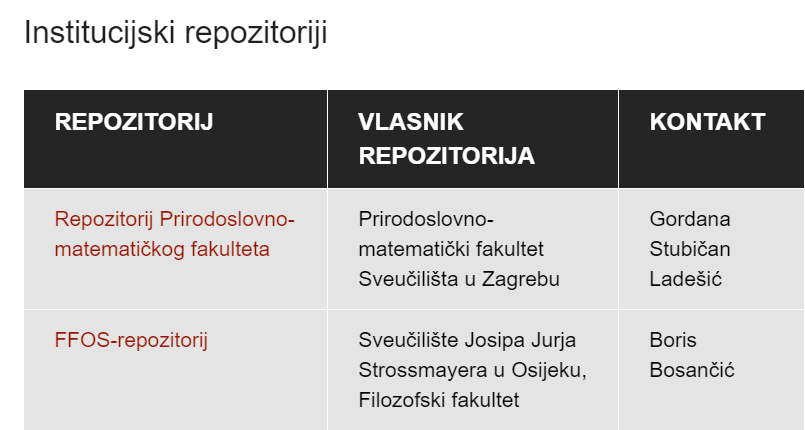 Institucijski repozitoriji
REPOZITORIJ
VLASNIK
REPOZITORIJA
KONTAKT
Repozitorij Prirodoslovno-
matematičkog fakulteta
Prirodoslovno-
matematički fakultet
Sveučilišta u Zagrebu
Gordana
Stubičan
Ladešić
FFOS-repozitorij
Sveučilište Josipa Jurja
Strossmayera u Osijeku,
Filozofski fakultet
Boris
Bosančić